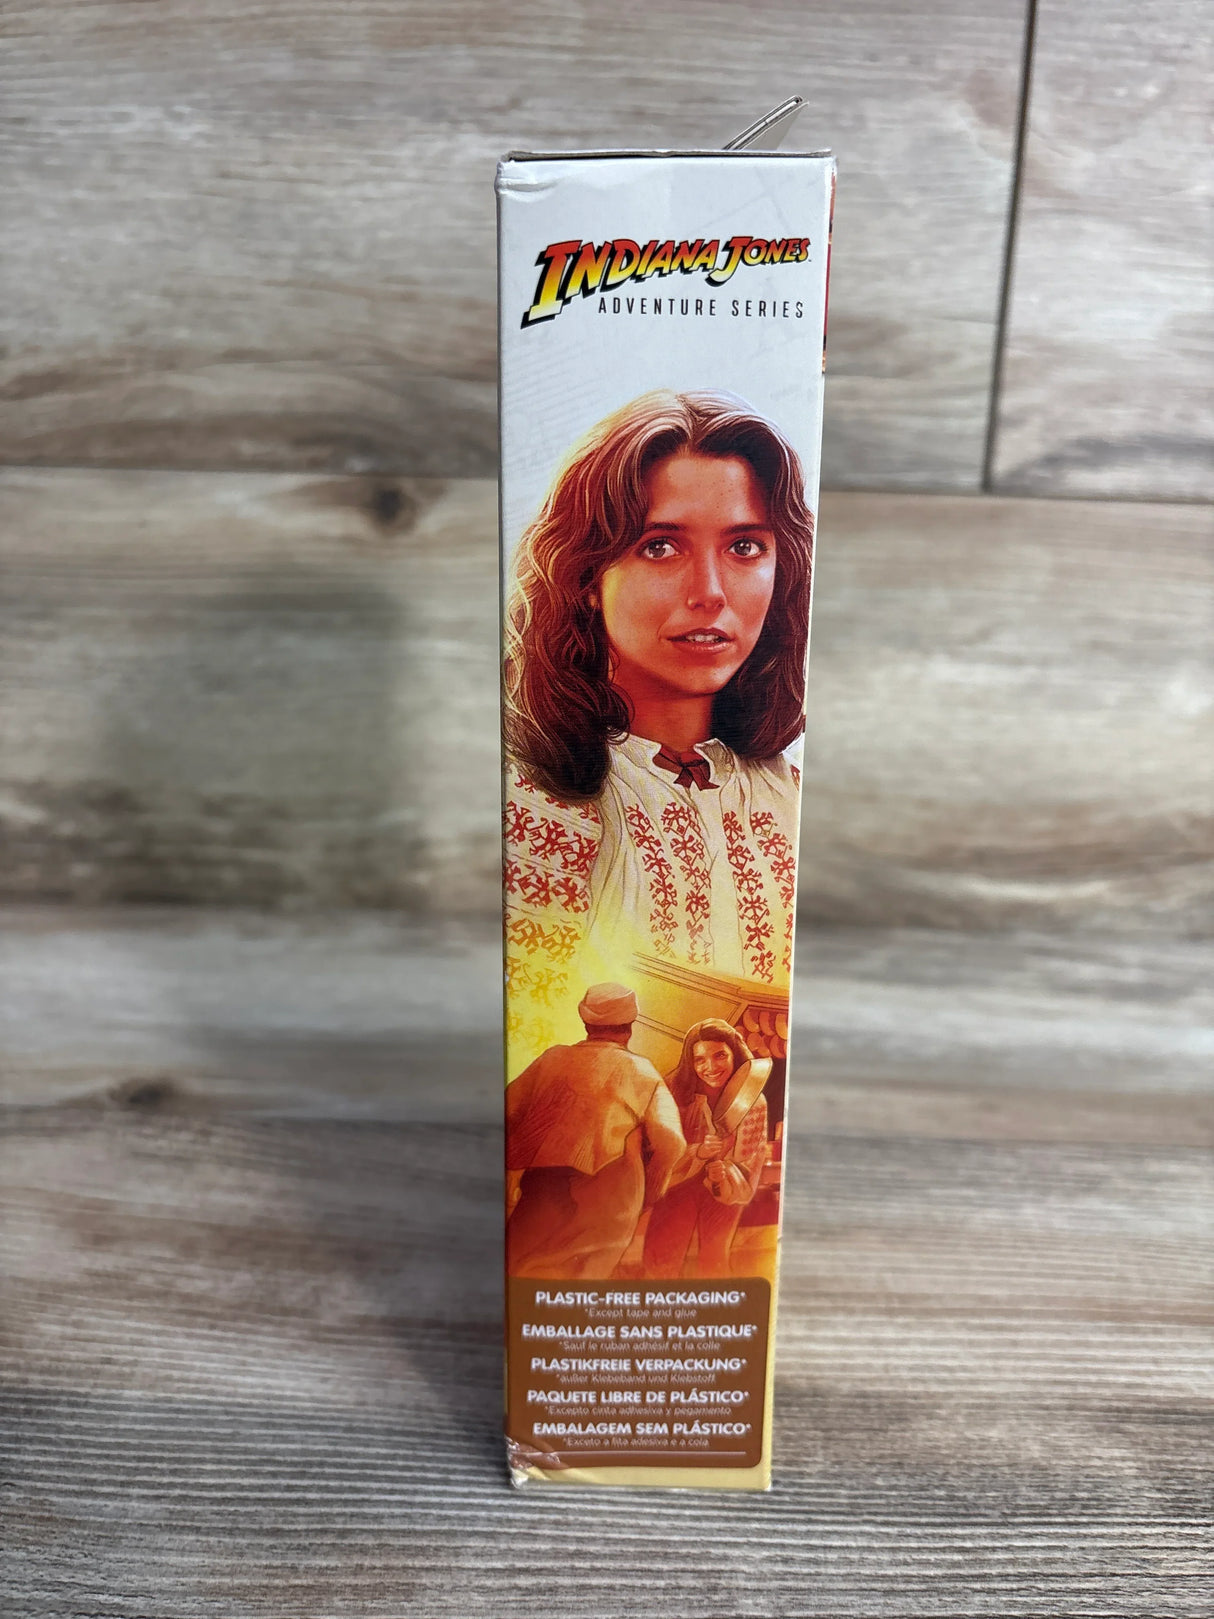 INDIANA JONES
ADVENTURE SERIES
PLASTIC-FREE PACKAGING*
*Except tape and glue
EMBALLAGE SANS PLASTIQUE*
*Sauf le ruban adhésif et la colle
PLASTIKFREIE VERPACKUNG*
*außer Klebeband und Klebstoff
PAQUETE LIBRE DE PLÁSTICO*
*Excepto cinta adhesiva y pegamento
EMBALAGEM SEM PLÁSTICO*
*Exceto a fita adesiva e a cola